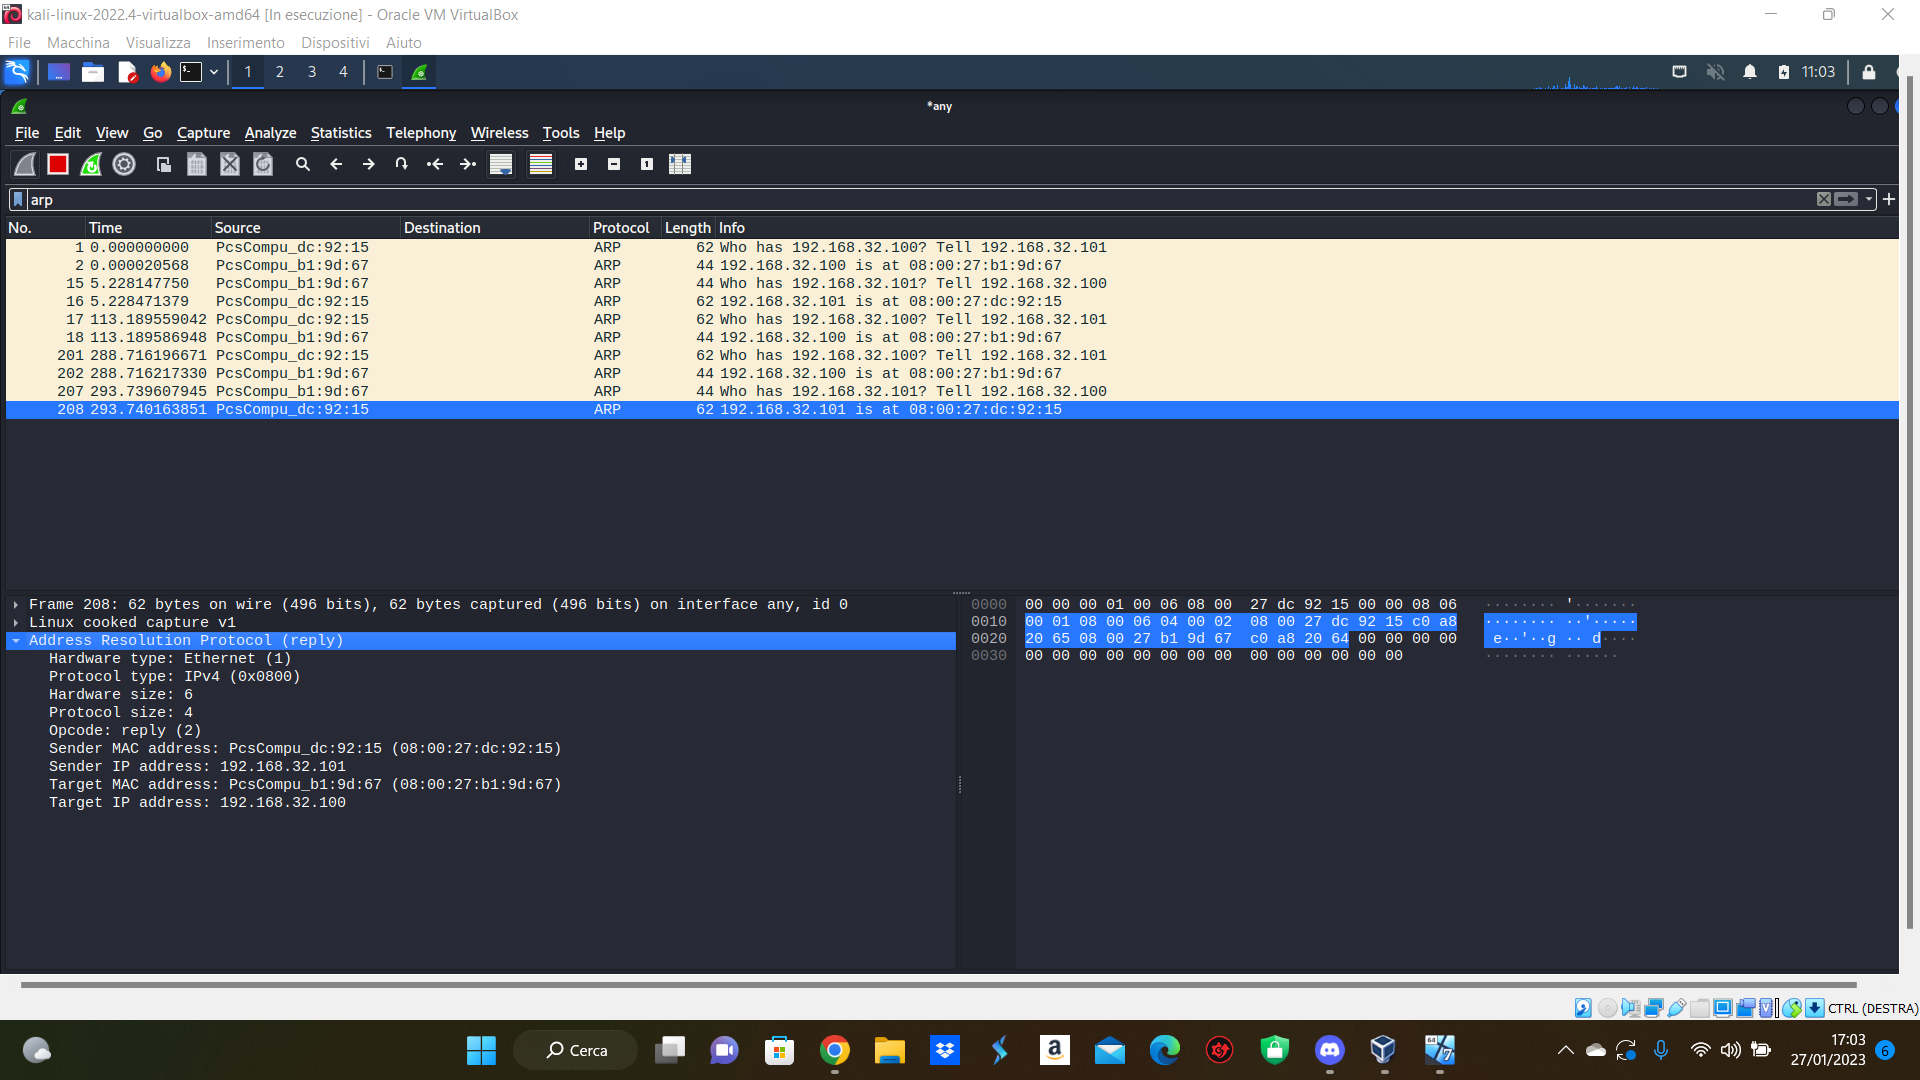 kali-linux-2022.4-virtualbox-amd64 [In esecuzione] - Oracle VM VirtualBox
File Macchina Visualizza Inserimento Dispositivi Aiuto
1 2 3 4 11:03
*any
File Edit View Go Capture Analyze Statistics Telephony Wireless Tools Help
arp
No. Time Source Destination Protocol Length Info
1 0.000000000 PcsCompu_dc:92:15 ARP 62 Who has 192.168.32.100? Tell 192.168.32.101
2 0.000020568 PcsCompu_b1:9d:67 ARP 44 192.168.32.100 is at 08:00:27:b1:9d:67
15 5.228147750 PcsCompu_b1:9d:67 ARP 44 Who has 192.168.32.101? Tell 192.168.32.100
16 5.228471379 PcsCompu_dc:92:15 ARP 62 192.168.32.101 is at 08:00:27:dc:92:15
17 113.189559042 PcsCompu_dc:92:15 ARP 62 Who has 192.168.32.100? Tell 192.168.32.101
18 113.189586948 PcsCompu_b1:9d:67 ARP 44 192.168.32.100 is at 08:00:27:b1:9d:67
201 288.716196671 PcsCompu_dc:92:15 ARP 62 Who has 192.168.32.100? Tell 192.168.32.101
202 288.716217330 PcsCompu_b1:9d:67 ARP 44 192.168.32.100 is at 08:00:27:b1:9d:67
207 293.739607945 PcsCompu_b1:9d:67 ARP 44 Who has 192.168.32.101? Tell 192.168.32.100
208 293.740163851 PcsCompu_dc:92:15 ARP 62 192.168.32.101 is at 08:00:27:dc:92:15
Frame 208: 62 bytes on wire (496 bits), 62 bytes captured (496 bits) on interface any, id 0
Linux cooked capture v1
Address Resolution Protocol (reply)
Hardware type: Ethernet (1)
Protocol type: IPv4 (0x0800)
Hardware size: 6
Protocol size: 4
Opcode: reply (2)
Sender MAC address: PcsCompu_dc:92:15 (08:00:27:dc:92:15)
Sender IP address: 192.168.32.101
Target MAC address: PcsCompu_b1:9d:67 (08:00:27:b1:9d:67)
Target IP address: 192.168.32.100
0000 00 00 00 01 00 06 08 00 27 dc 92 15 00 00 08 06 ········ '·······
0010 00 01 08 00 06 04 00 02 08 00 27 dc 92 15 c0 a8 ········ ··'·····
0020 20 65 08 00 27 b1 9d 67 c0 a8 20 64 00 00 00 00 e··'··g ·· d····
0030 00 00 00 00 00 00 00 00 00 00 00 00 00 00 ········ ······
CTRL (DESTRA)
Cerca
17:03
27/01/2023
6